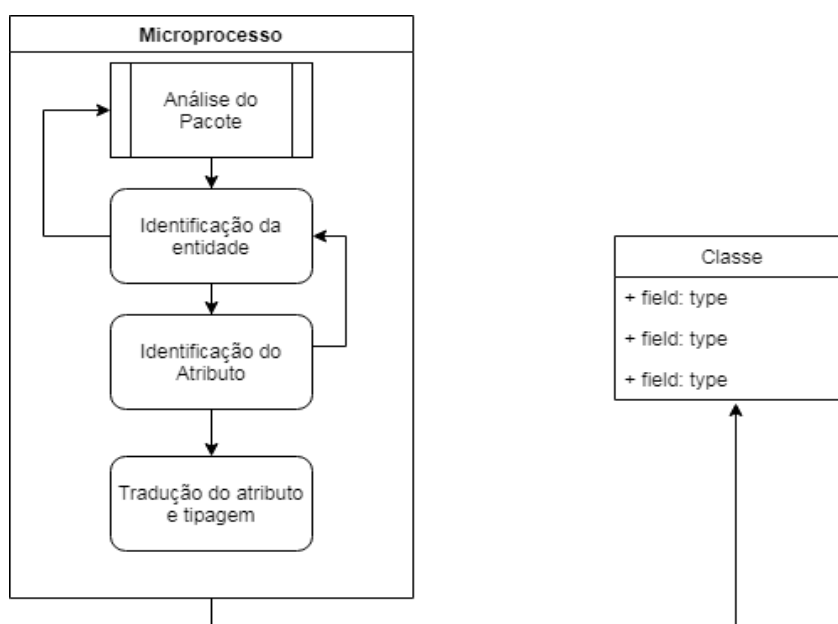 Microprocesso
Análise do
Pacote
Identificação da
entidade
Identificação do
Atributo
Tradução do atributo
e tipagem
Classe
+ field: type
+ field: type
+ field: type